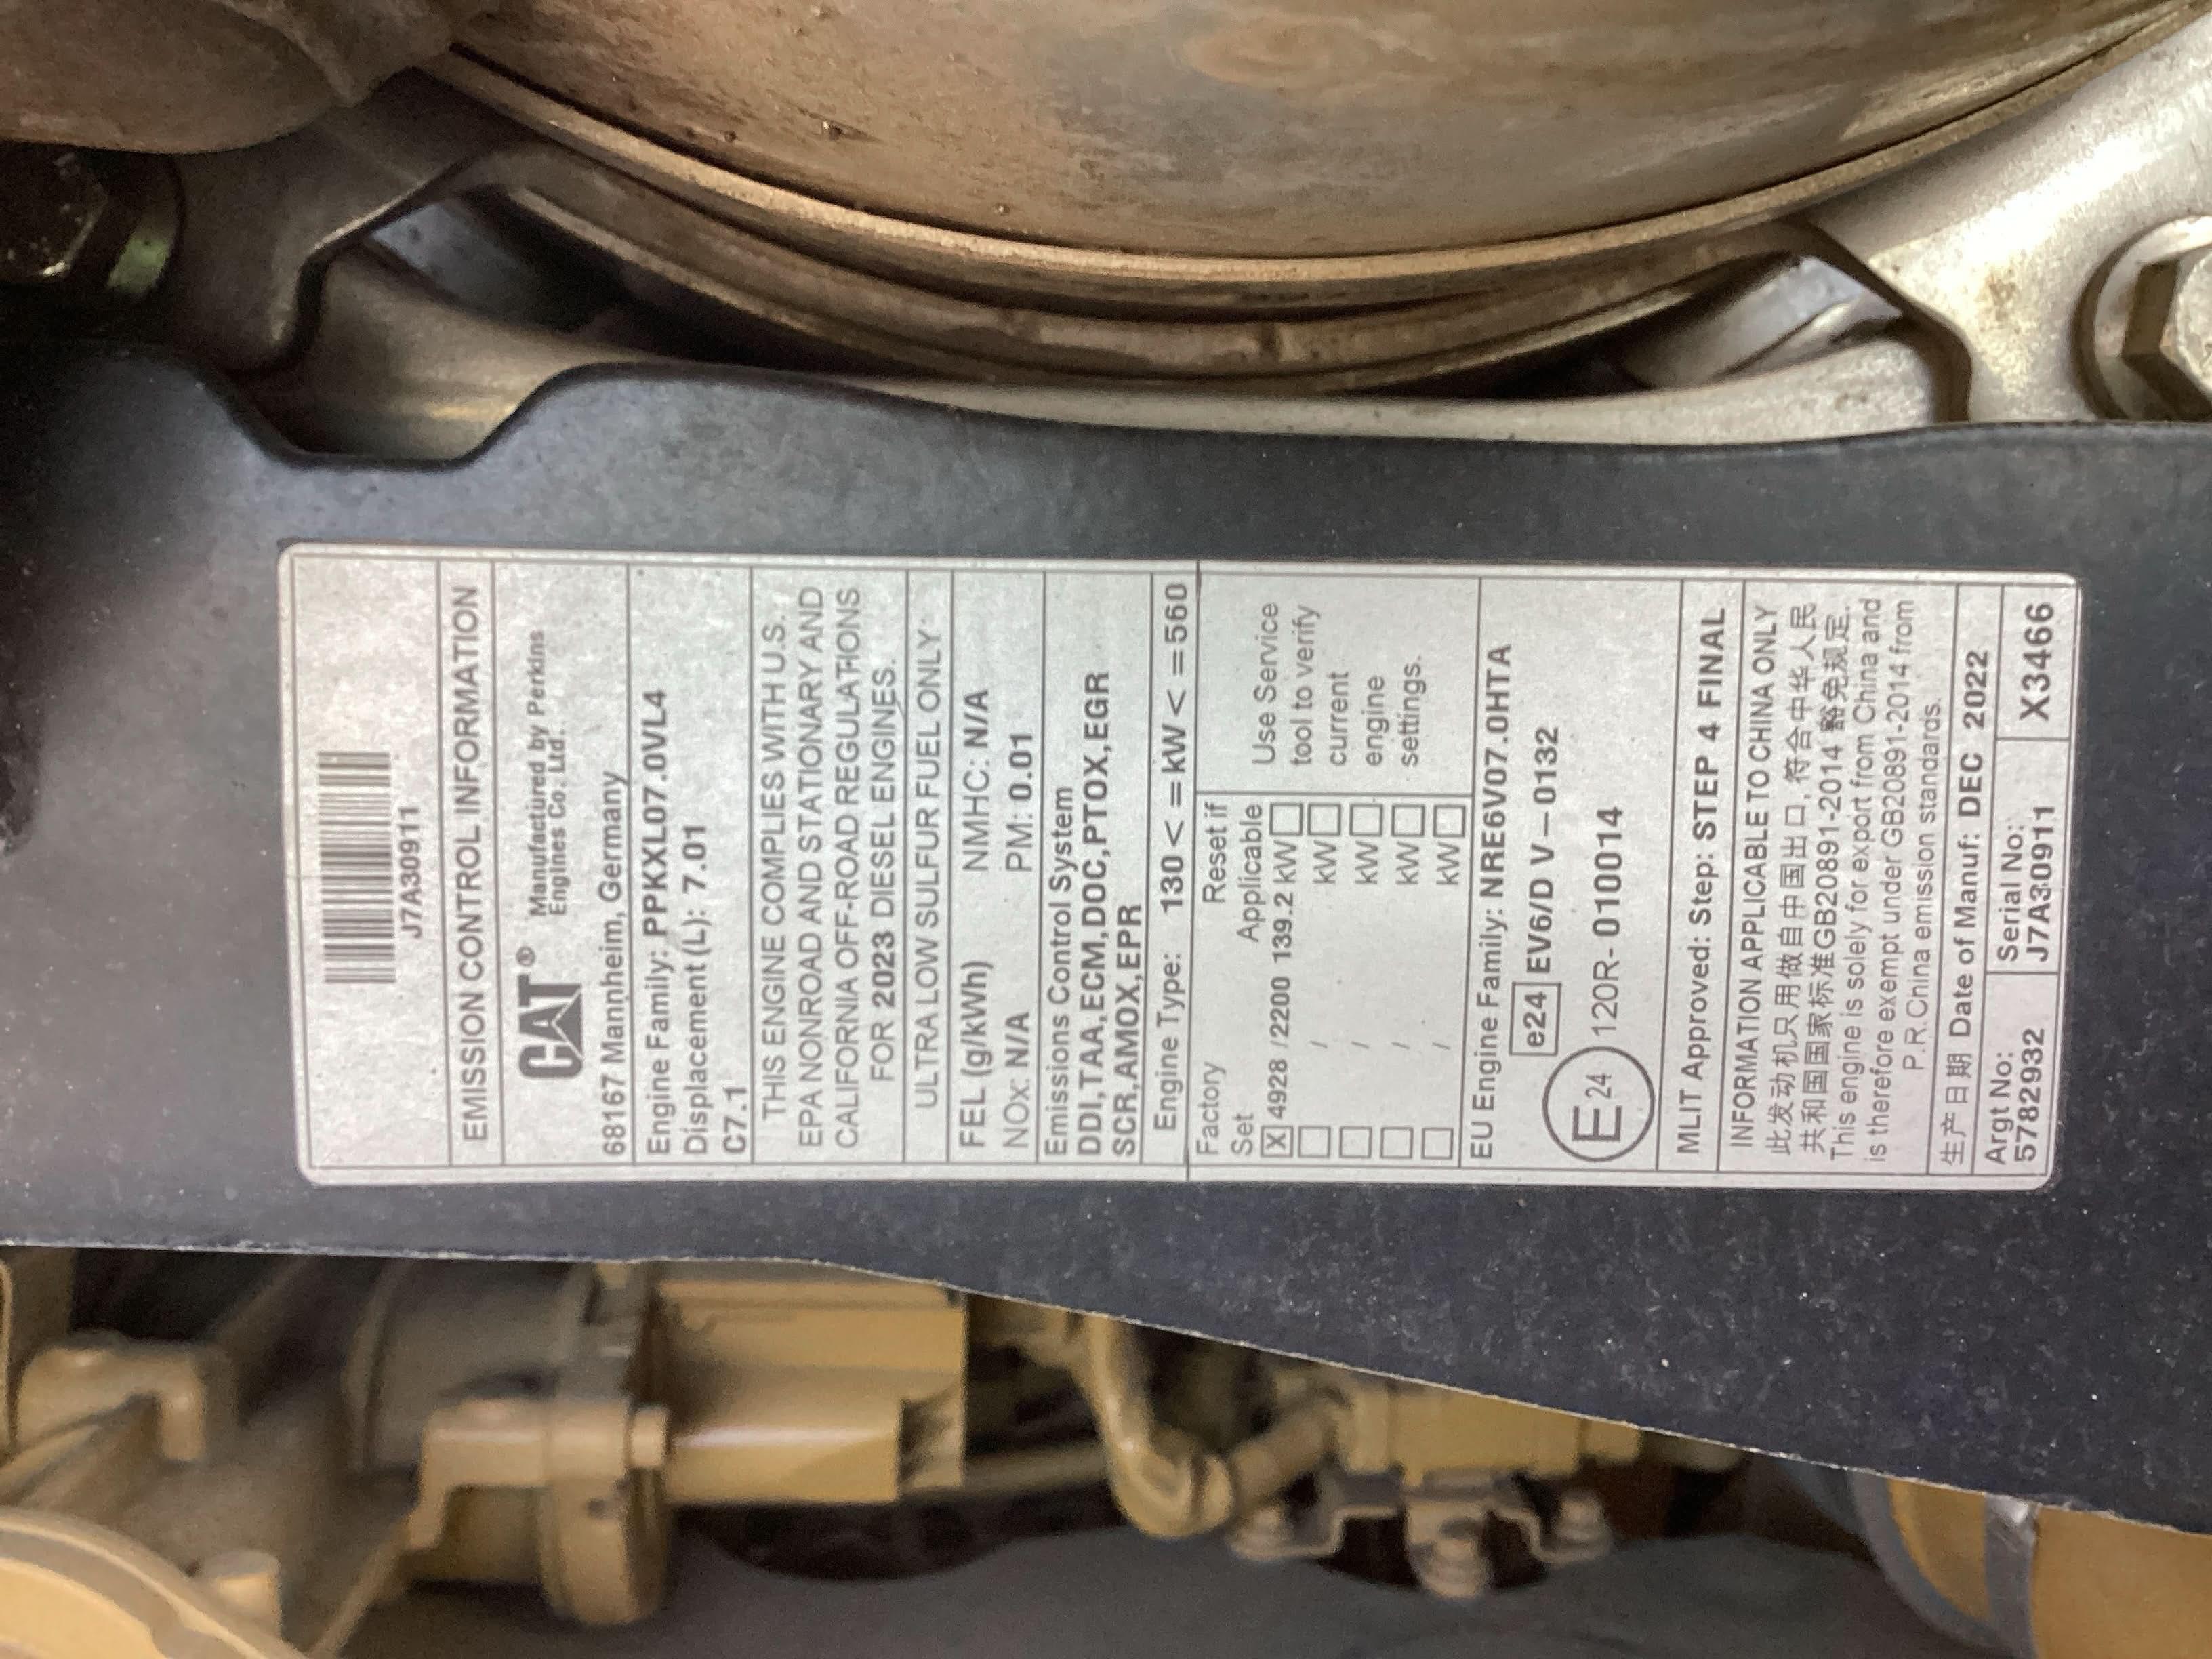 J7A30911
EMISSION CONTROL INFORMATION
CAT® Manufactured by Perkins
Engines Co. Ltd.
68167 Mannheim, Germany
Engine Family: PPKXL07.0VL4
Displacement (L): 7.01
C7.1
THIS ENGINE COMPLIES WITH U.S.
EPA NONROAD AND STATIONARY AND
CALIFORNIA OFF-ROAD REGULATIONS
FOR 2023 DIESEL ENGINES.
ULTRA LOW SULFUR FUEL ONLY
FEL (g/kWh) NMHC: N/A
NOx: N/A PM: 0.01
Emissions Control System
DDI,TAA,ECM,DOC,PTOX,EGR
SCR,AMOX,EPR
Engine Type: 130<=kW<=560
Factory Reset if
Set Applicable
X 4928 /2200 139.2 kW
/ kW
/ kW
/ kW
/ kW
Use Service
tool to verify
current
engine
settings.
EU Engine Family: NRE6V07.0HTA
e24 EV6/D V-0132
E24 120R-010014
MLIT Approved: Step: STEP 4 FINAL
INFORMATION APPLICABLE TO CHINA ONLY
此发动机只用做自中国出口,符合中华人民
共和国国家标准GB20891-2014 豁免规定.
This engine is solely for export from China and
is therefore exempt under GB20891-2014 from
P.R.China emission standards.
生产日期 Date of Manuf: DEC 2022
Argt No: Serial No:
5782932 J7A30911 X3466